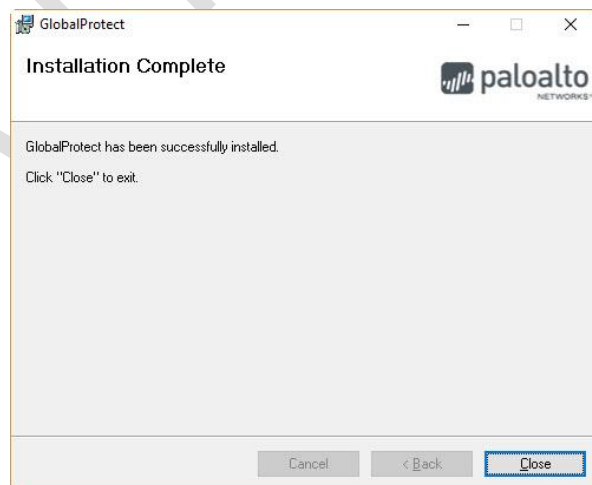 GlobalProtect
Installation Complete
paloalto
NETWORKS
GlobalProtect has been successfully installed.
Click "Close" to exit.
Cancel
< Back
Close